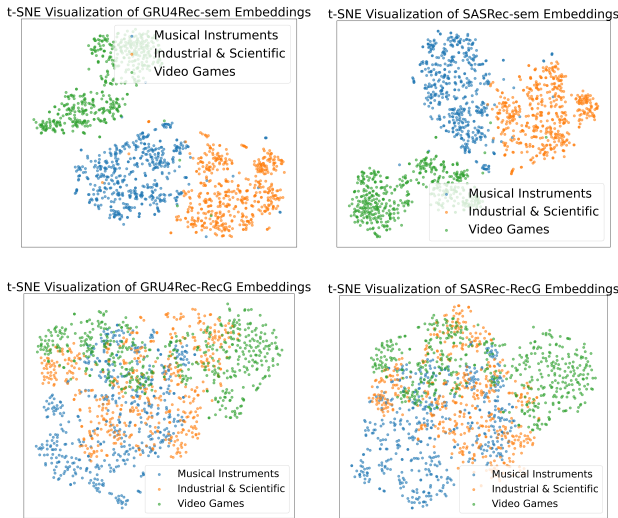 t-SNE Visualization of GRU4Rec-sem Embeddings
Musical Instruments
Industrial & Scientific
Video Games
t-SNE Visualization of SASRec-sem Embeddings
Musical Instruments
Industrial & Scientific
Video Games
t-SNE Visualization of GRU4Rec-RecG Embeddings
Musical Instruments
Industrial & Scientific
Video Games
t-SNE Visualization of SASRec-RecG Embeddings
Musical Instruments
Industrial & Scientific
Video Games